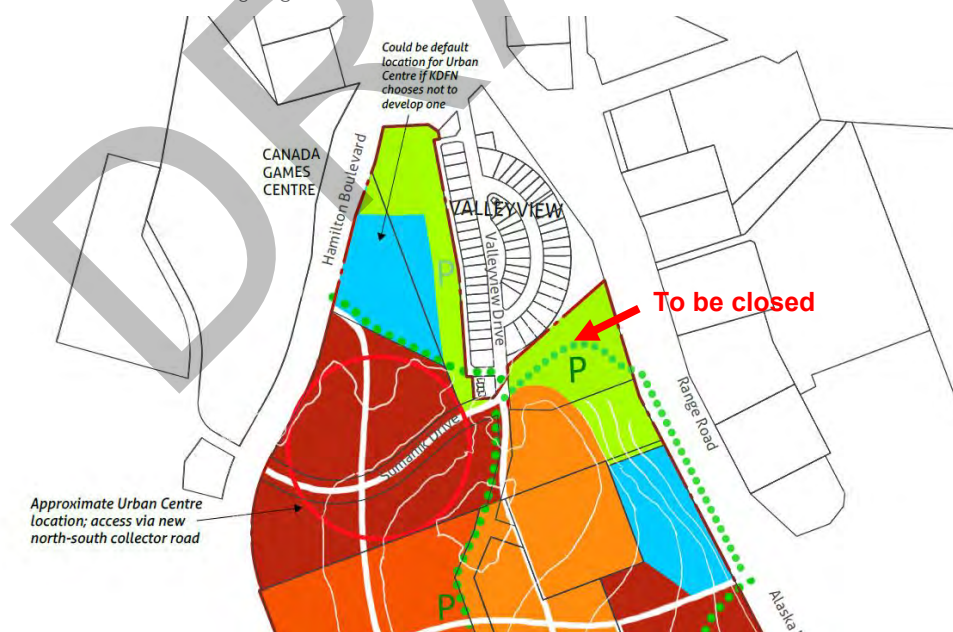 DRA
Could be default
location for Urban
Centre if KDFN
chooses not to
develop one
CANADA
GAMES
CENTRE
Hamilton Boulevard
VALLEYVIEW
Valleyview Drive
P
To be closed
P
Range Road
Sumanik Drive
Approximate Urban Centre
location; access via new
north-south collector road
P
Alaska